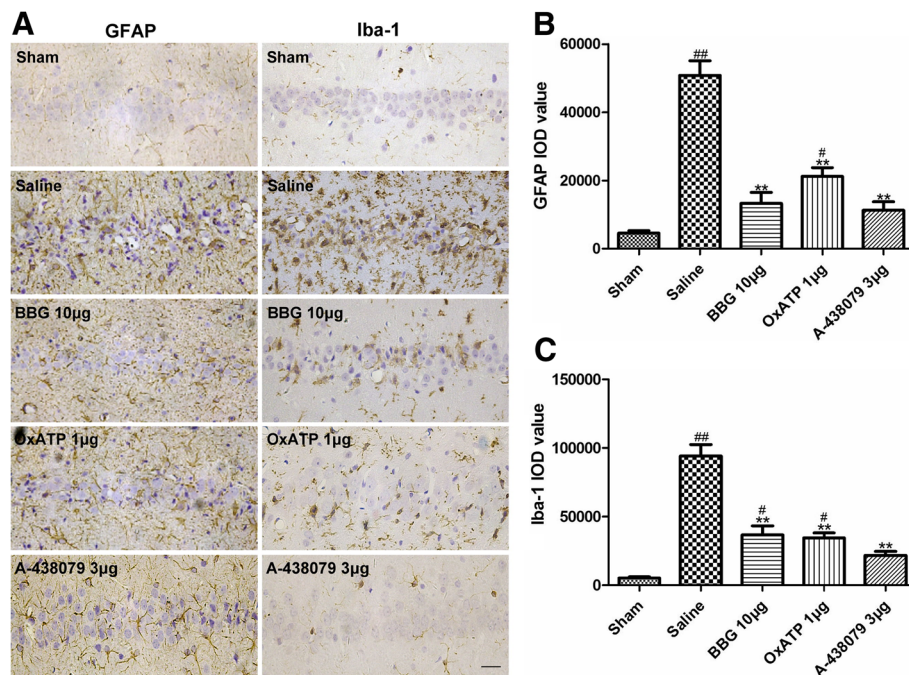 A
GFAP
Iba-1
Sham
Sham
Saline
Saline
BBG 10μg
BBG 10μg
OxATP 1μg
OxATP 1μg
A-438079 3μg
A-438079 3μg
B
GFAP IOD value
60000
40000
20000
0
##
**
#
**
**
Sham
Saline
BBG 10μg
OxATP 1μg
A-438079 3μg
C
Iba-1 IOD value
150000
100000
50000
0
##
#
**
#
**
**
Sham
Saline
BBG 10μg
OxATP 1μg
A-438079 3μg